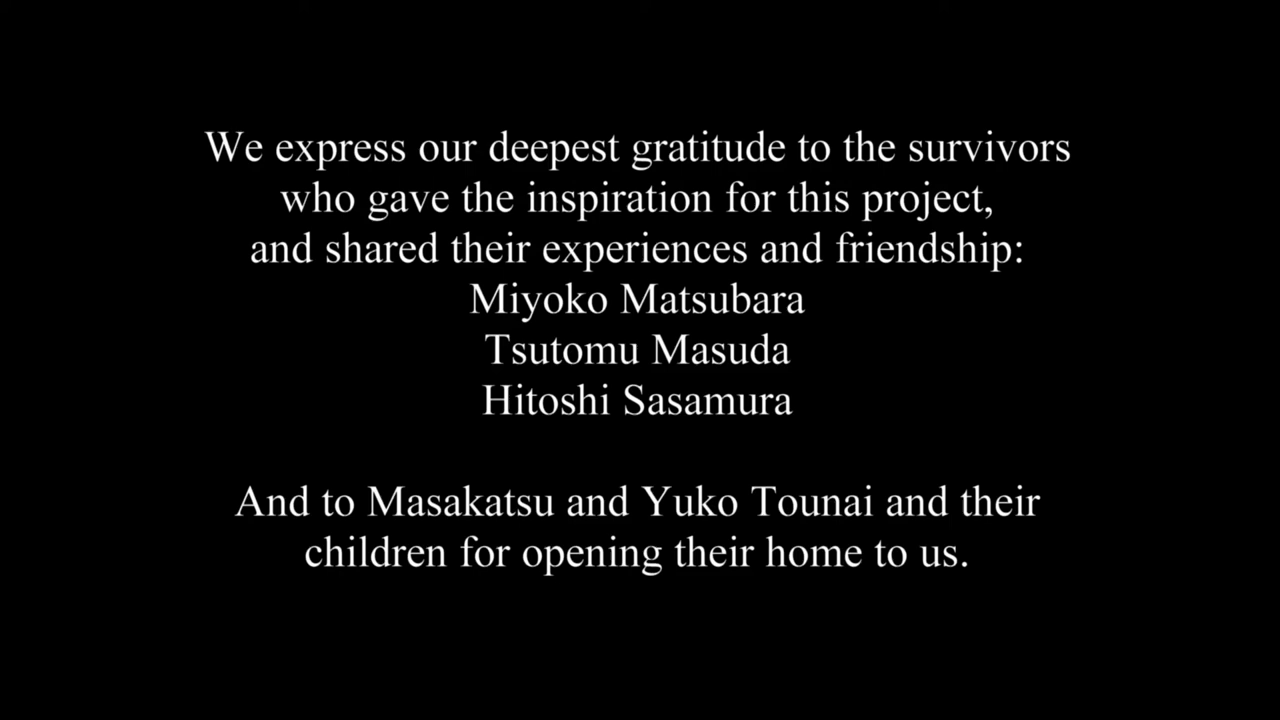 We express our deepest gratitude to the survivors
who gave the inspiration for this project,
and shared their experiences and friendship:
Miyoko Matsubara
Tsutomu Masuda
Hitoshi Sasamura
And to Masakatsu and Yuko Tounai and their
children for opening their home to us.